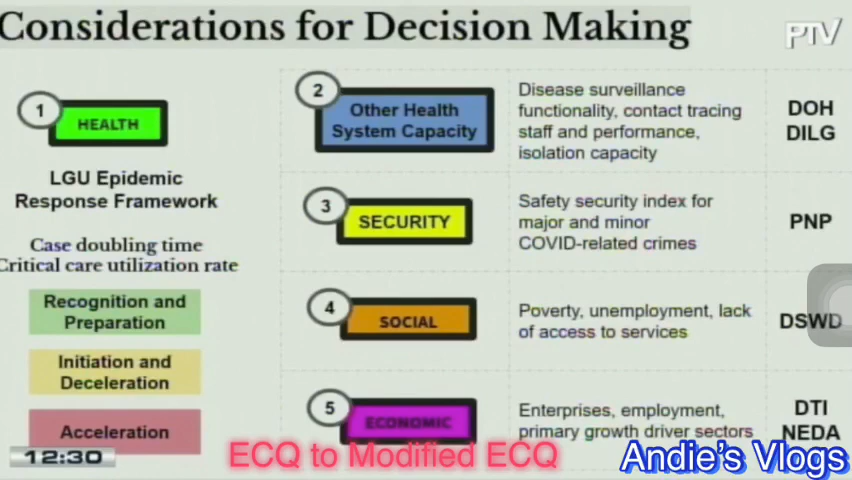 Considerations for Decision Making
PTV
1
HEALTH
LGU Epidemic
Response Framework
Case doubling time
Critical care utilization rate
Recognition and
Preparation
Initiation and
Deceleration
Acceleration
2
Other Health
System Capacity
Disease surveillance
functionality, contact tracing
staff and performance,
isolation capacity
DOH
DILG
3
SECURITY
Safety security index for
major and minor
COVID-related crimes
PNP
4
SOCIAL
Poverty, unemployment, lack
of access to services
DSWD
5
ECONOMIC
Enterprises, employment,
primary growth driver sectors
DTI
NEDA
12:30
ECQ to Modified ECQ
Andie's Vlogs